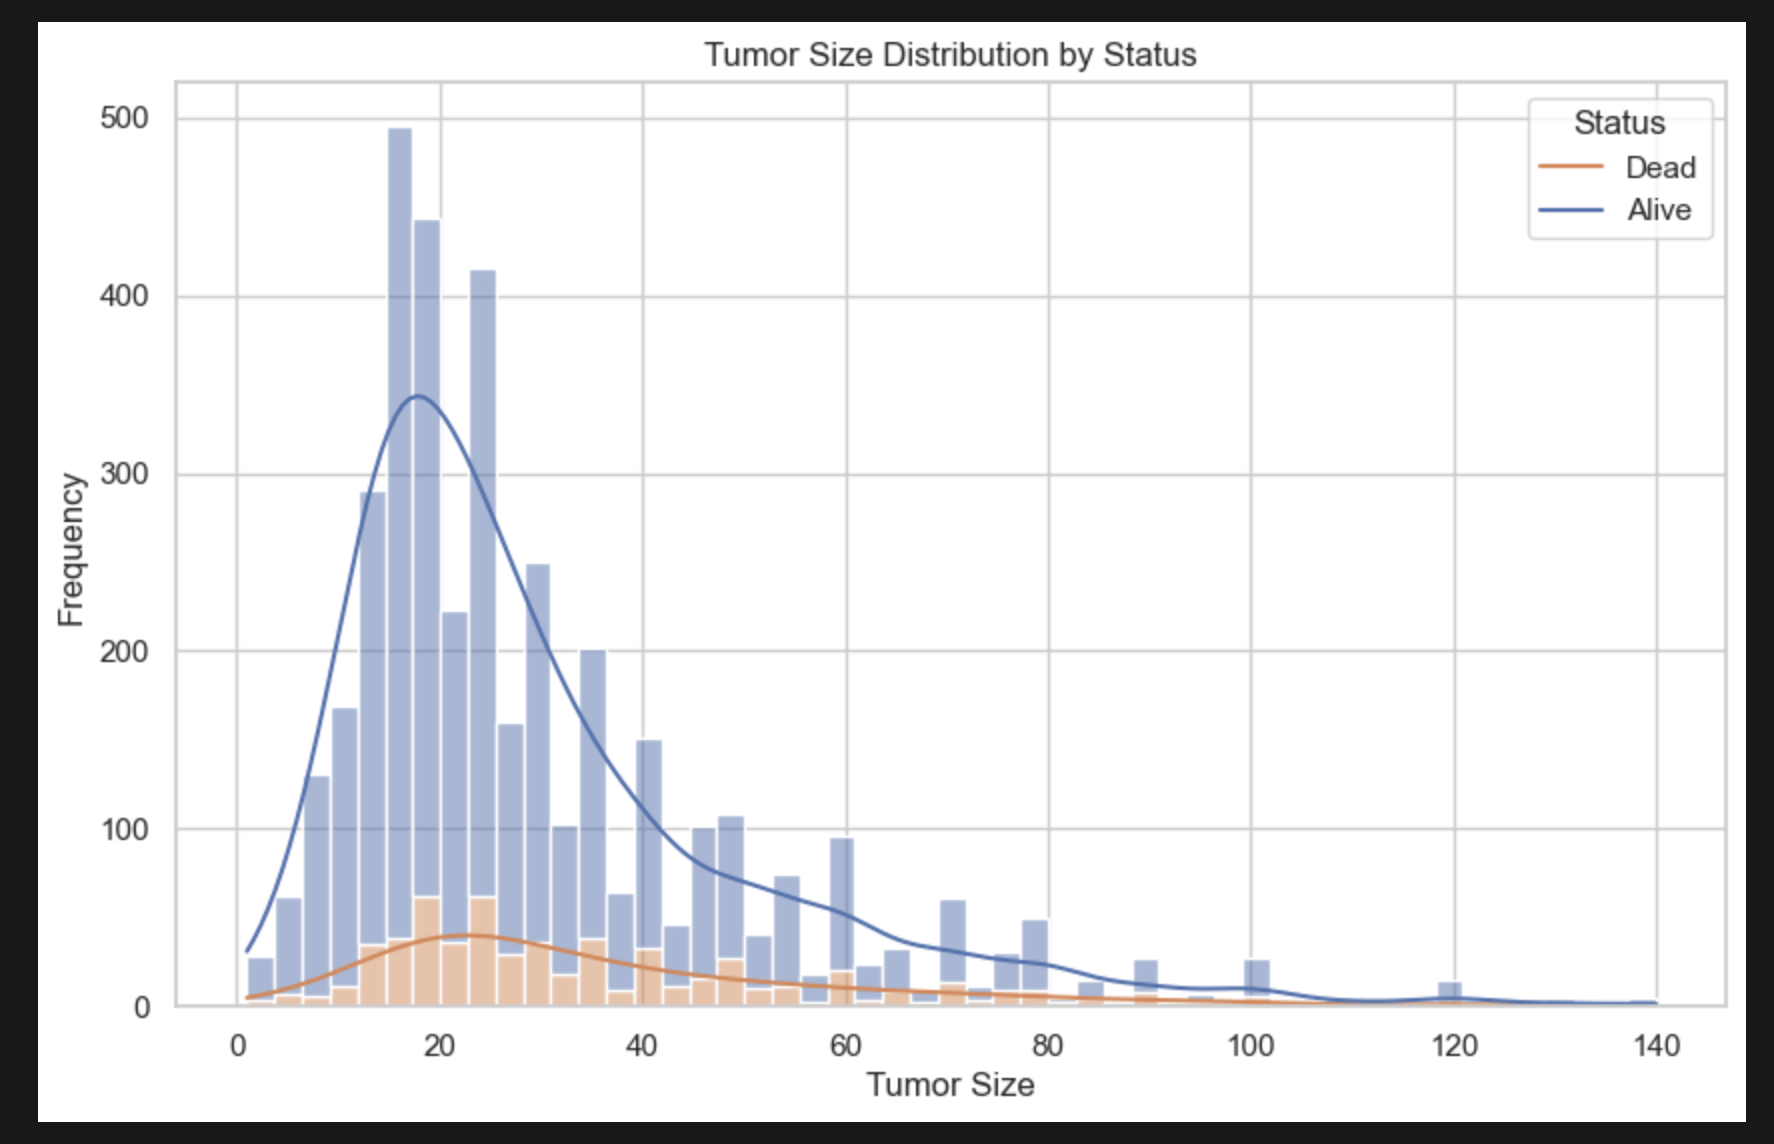 Tumor Size Distribution by Status
Status
Dead
Alive
Frequency
500
400
300
200
100
0
0 20 40 60 80 100 120 140
Tumor Size